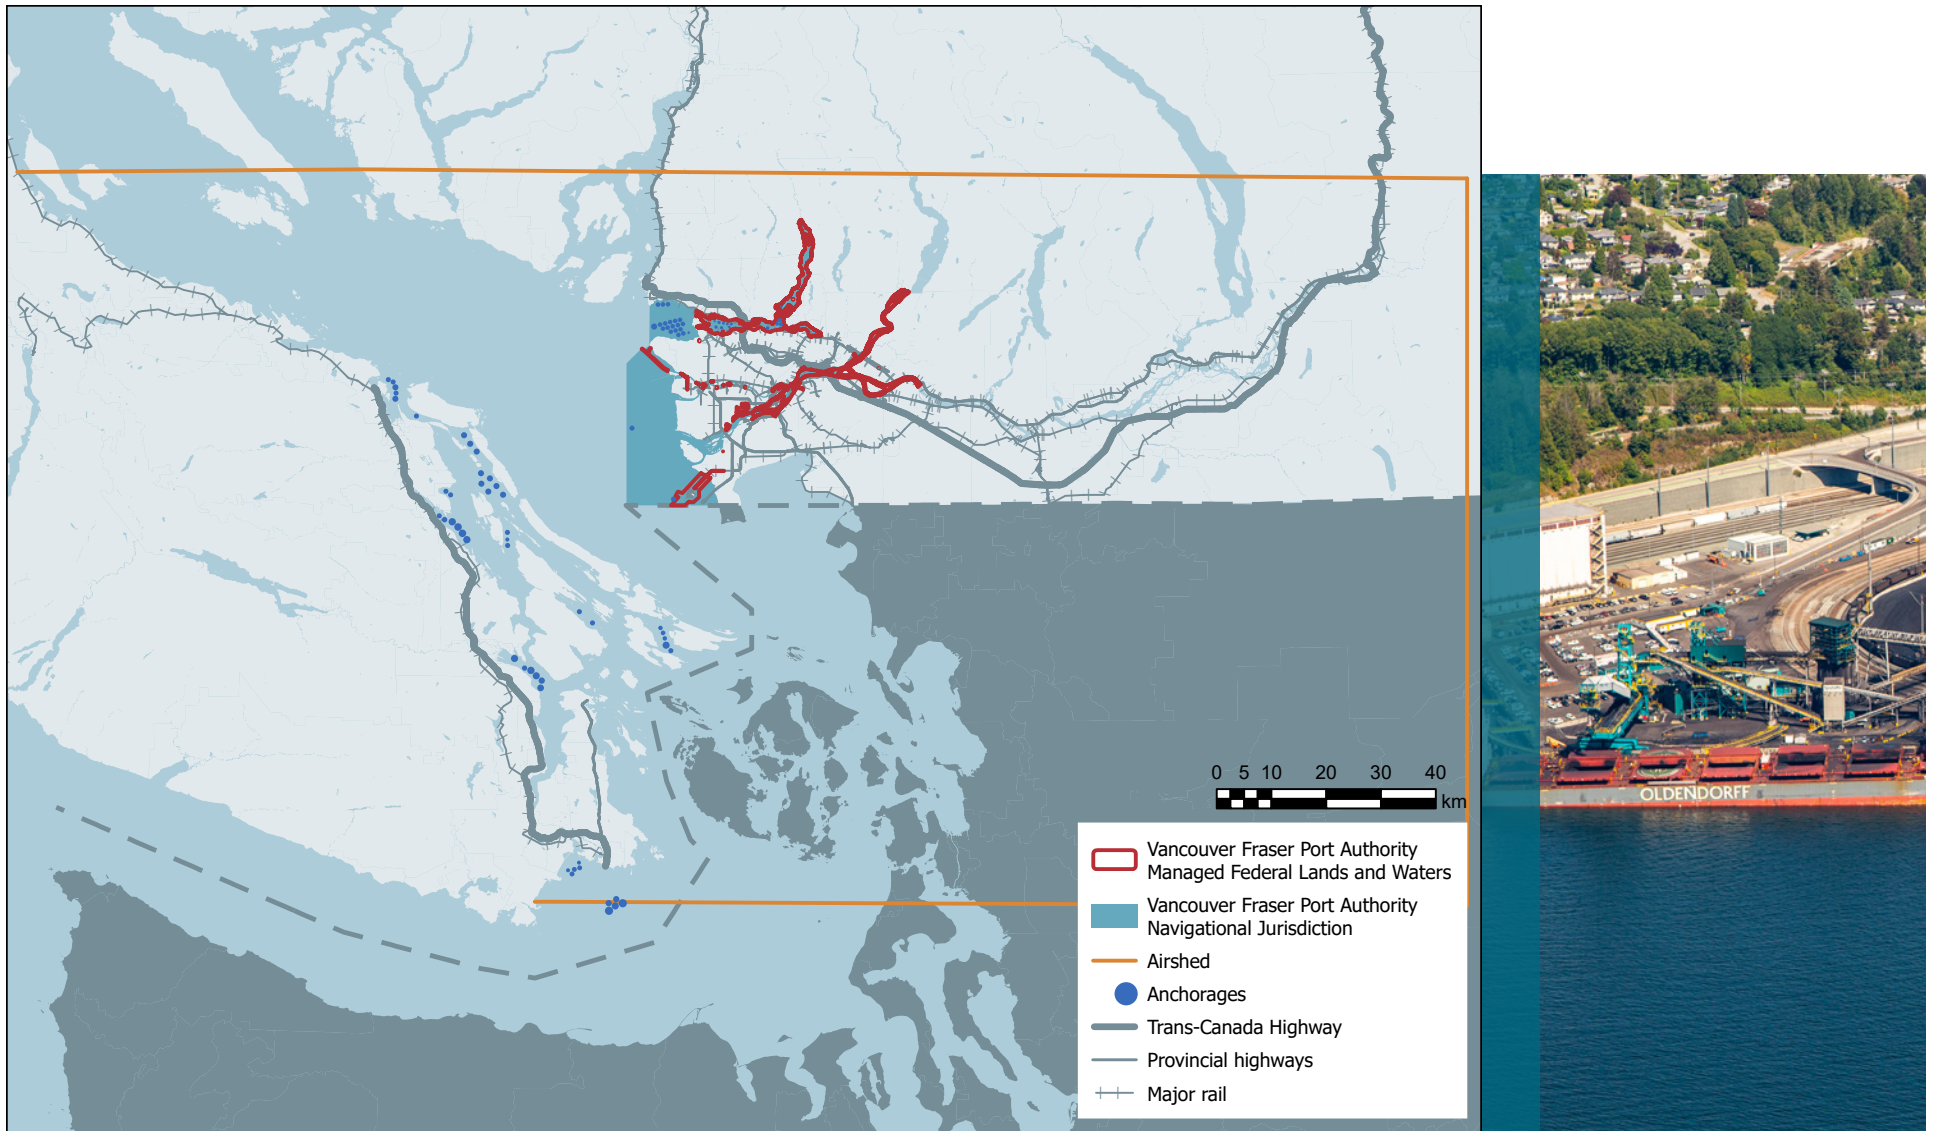 0 5 10 20 30 40
km
Vancouver Fraser Port Authority
Managed Federal Lands and Waters
Vancouver Fraser Port Authority
Navigational Jurisdiction
Airshed
Anchorages
Trans-Canada Highway
Provincial highways
Major rail
OLDENDORFF